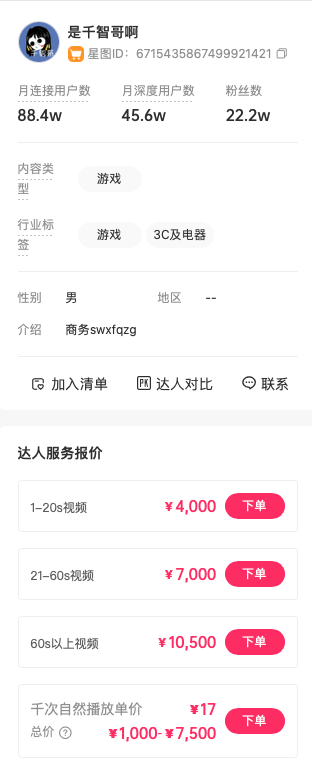 是千智哥啊
星图ID：6715435867499921421
月连接用户数 月深度用户数 粉丝数
88.4w 45.6w 22.2w
内容类型 游戏
行业标签 游戏 3C及电器
性别 男 地区 --
介绍 商务swxfqzg
加入清单 PK 达人对比 联系
达人服务报价
1-20s视频 ¥4,000 下单
21-60s视频 ¥7,000 下单
60s以上视频 ¥10,500 下单
千次自然播放单价 ¥17
总价 ? ¥1,000-¥7,500 下单